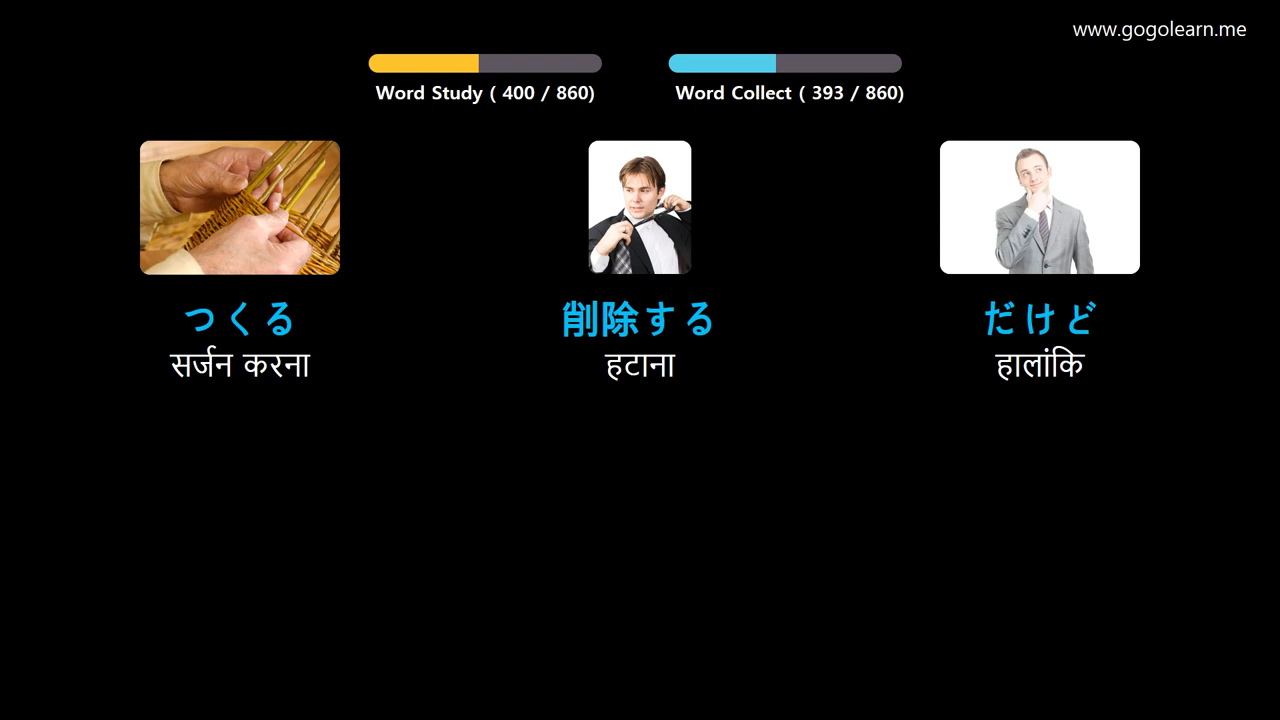 www.gogolearn.me
Word Study ( 400 / 860)
Word Collect ( 393 / 860)
つくる
सर्जन करना
削除する
हटाना
だけど
हालांकि